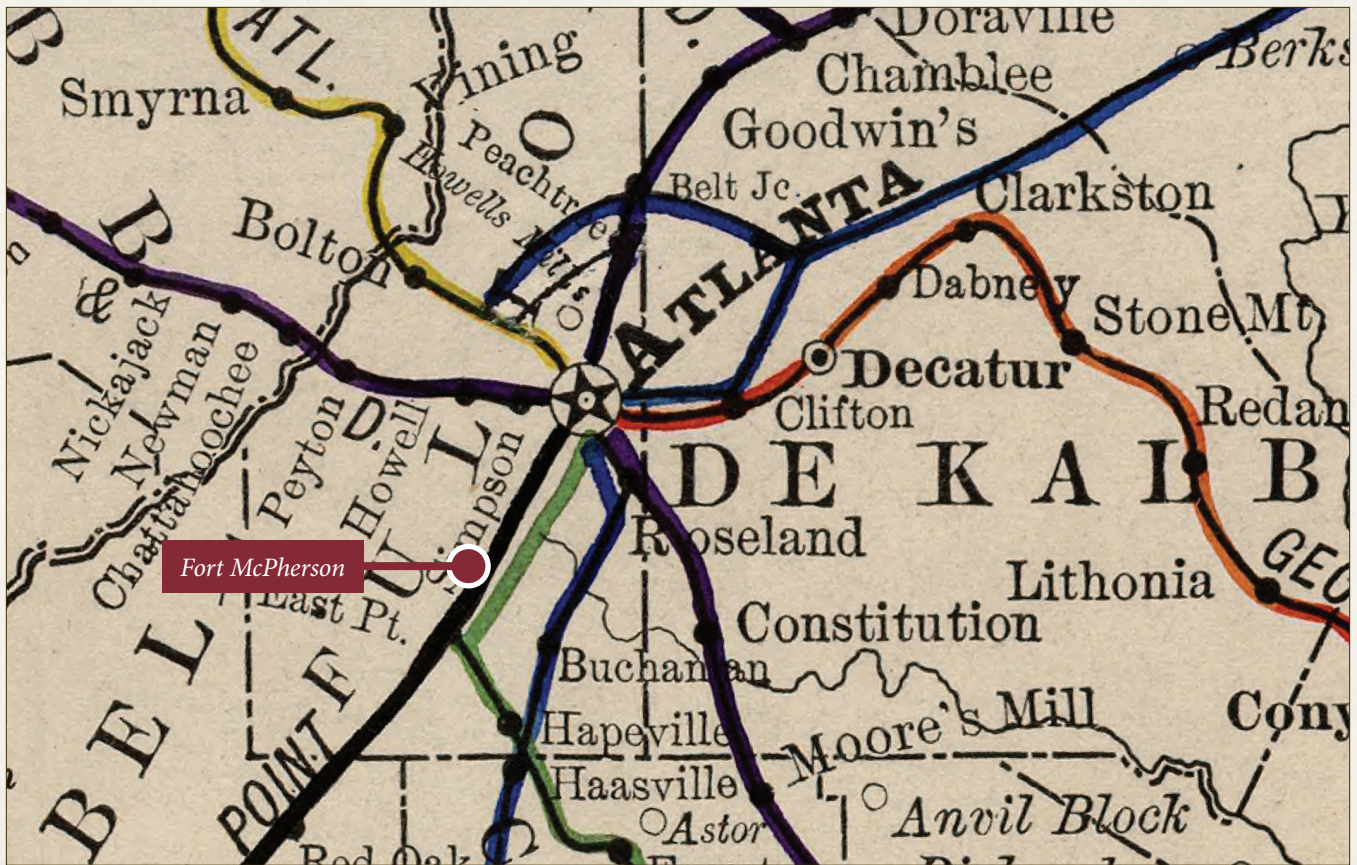 B
ATL.
Vining
D.
Doraville
Berks
Smyrna
Chamblee
O
Peachtree
Goodwin's
Howells Mills
Belt Jc.
ATLANTA
Clarkston
B
Bolton
n
&
Dabney
Stone Mt.
Nickajack
Newman
Chattahoochee
Decatur
Peyton
D.
Howell
L
Simpson
Clifton
Redan
DE KALB
U
Roseland
GEO
Fort McPherson
Lithonia
East Pt.
Constitution
F
L
Buchanan
E
Hapeville
Moore's Mill
Cony
POINT
Haasville
B
Astor
Anvil Block
C
Red Oak